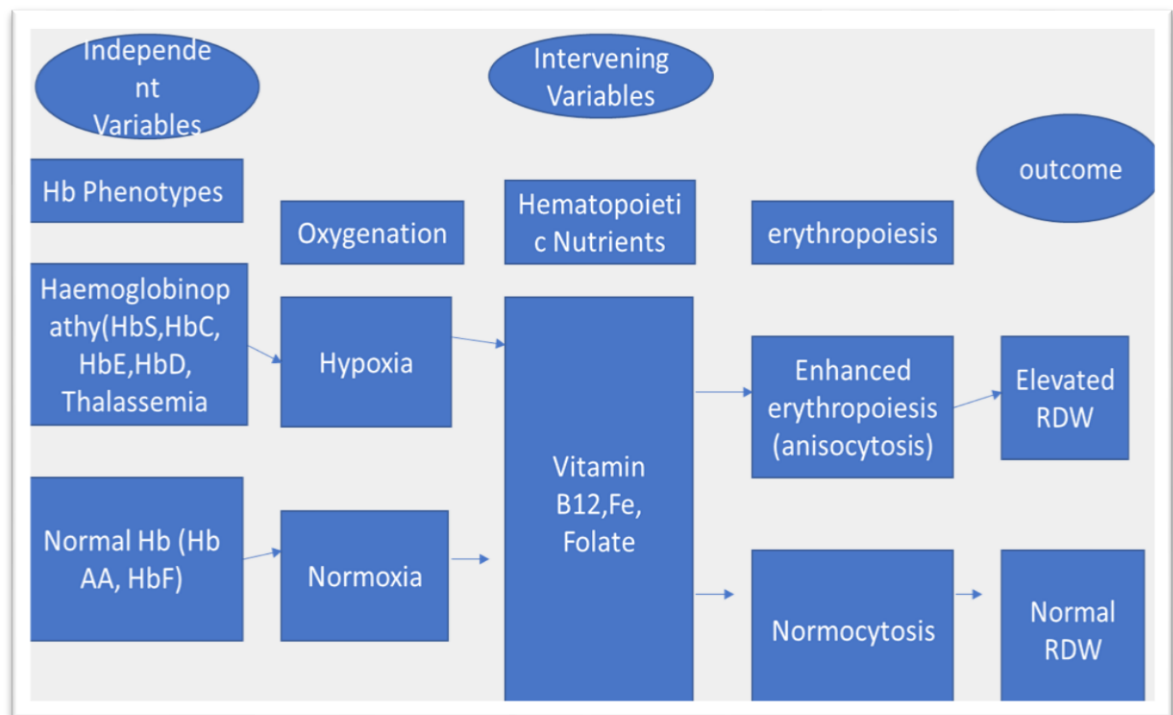 Independe
nt
Variables
Intervening
Variables
outcome
Hb Phenotypes
Oxygenation
Hematopoieti
c Nutrients
erythropoiesis
Haemoglobinop
athy(HbS,HbC,
HbE,HbD,
Thalassemia
Hypoxia
Vitamin
B12,Fe,
Folate
Enhanced
erythropoiesis
(anisocytosis)
Elevated
RDW
Normal Hb (Hb
AA, HbF)
Normoxia
Normocytosis
Normal
RDW